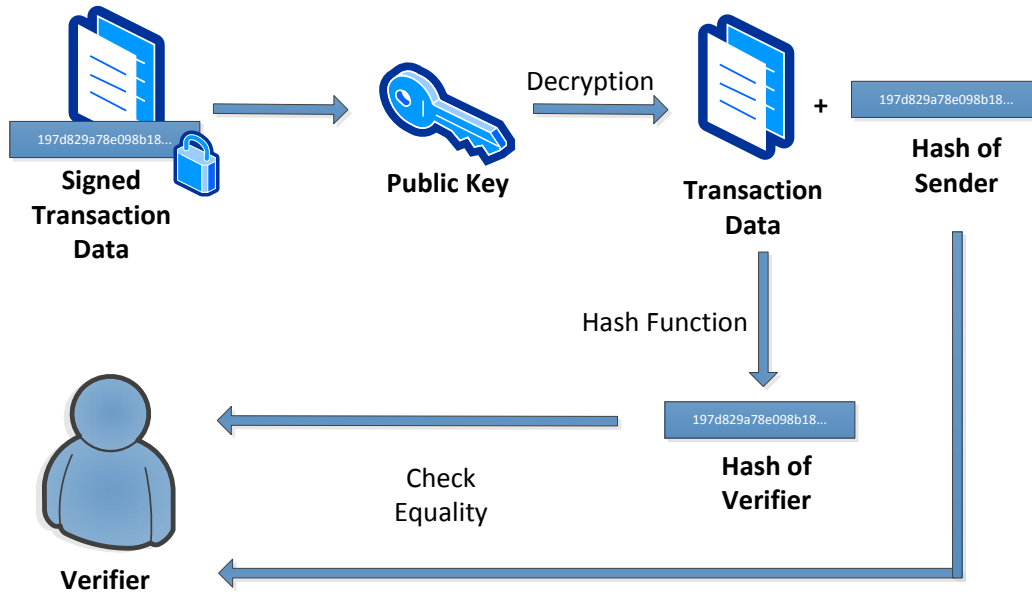 197d829a78e098b18...
Signed
Transaction
Data
Public Key
Decryption
Transaction
Data
+
197d829a78e098b18...
Hash of
Sender
Hash Function
197d829a78e098b18...
Hash of
Verifier
Check
Equality
Verifier